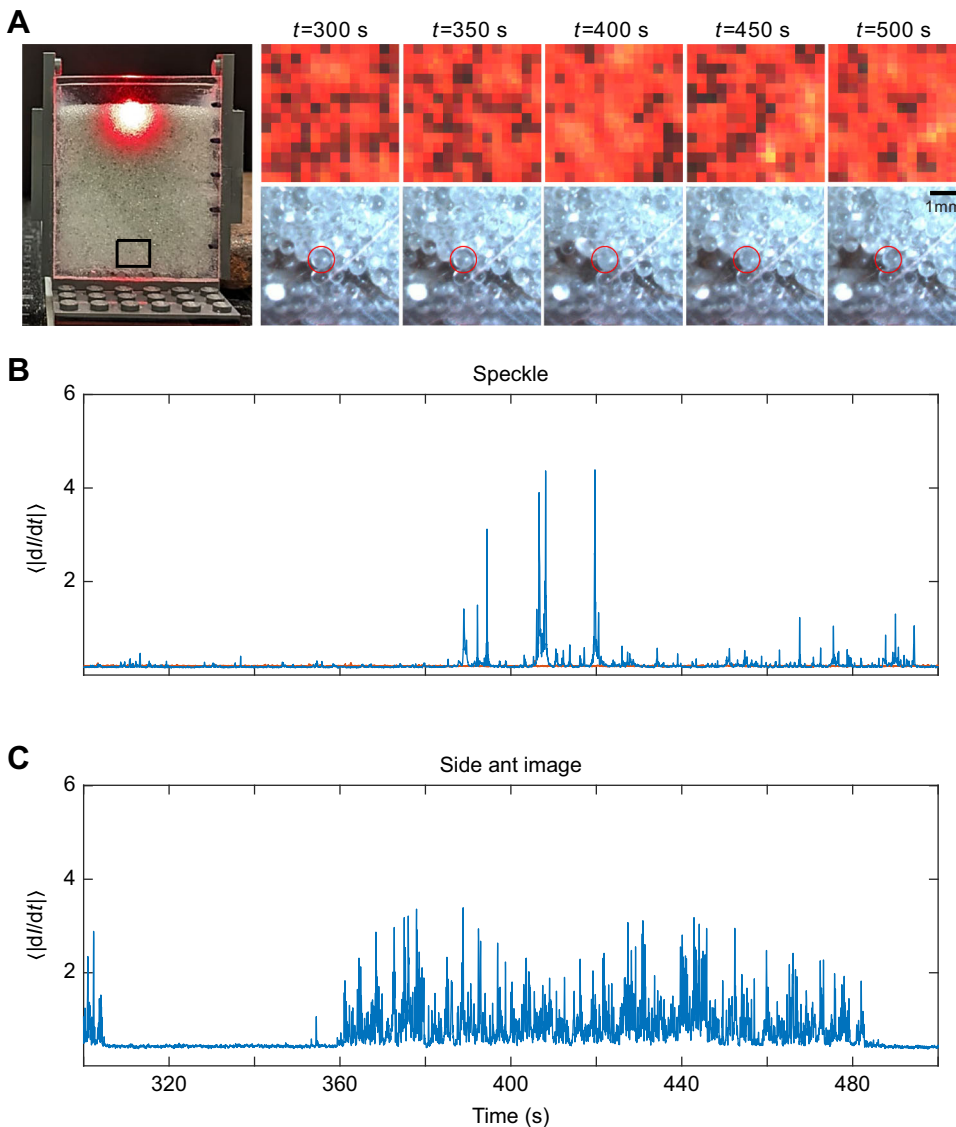 A
t=300 s t=350 s t=400 s t=450 s t=500 s
1mm
B
Speckle
6
4
2
⟨|dI/dt|⟩
C
Side ant image
6
4
2
⟨|dI/dt|⟩
320 360 400 440 480
Time (s)